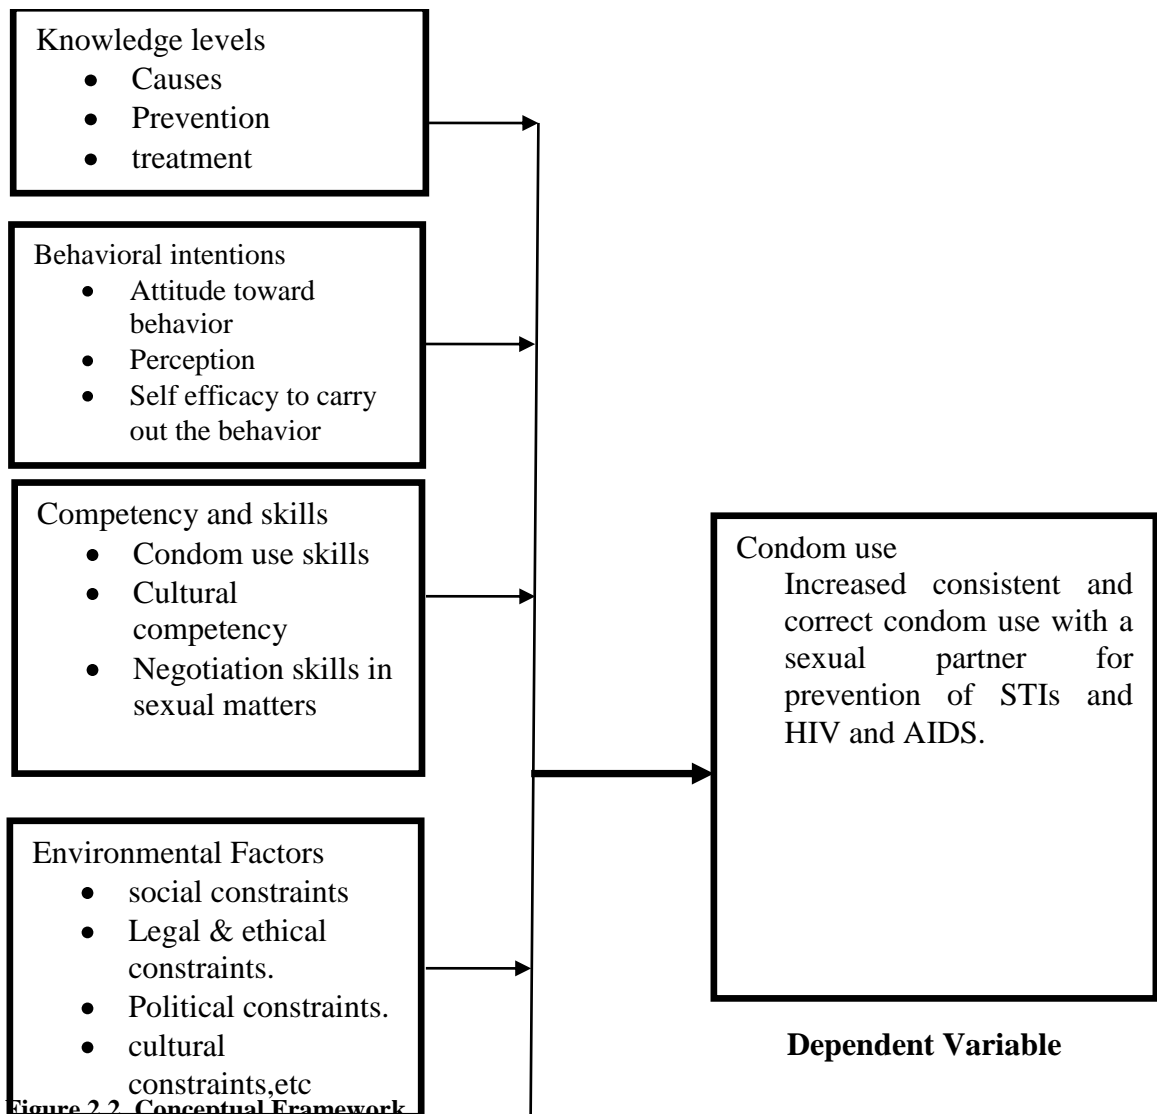 Knowledge levels
• Causes
• Prevention
• treatment
Behavioral intentions
• Attitude toward
behavior
• Perception
• Self efficacy to carry
out the behavior
Competency and skills
• Condom use skills
• Cultural
competency
• Negotiation skills in
sexual matters
Environmental Factors
• social constraints
• Legal & ethical
constraints.
• Political constraints.
• cultural
constraints,etc
Figure 2.2 Conceptual Framework
Condom use
Increased consistent and
correct condom use with a
sexual partner for
prevention of STIs and
HIV and AIDS.
Dependent Variable